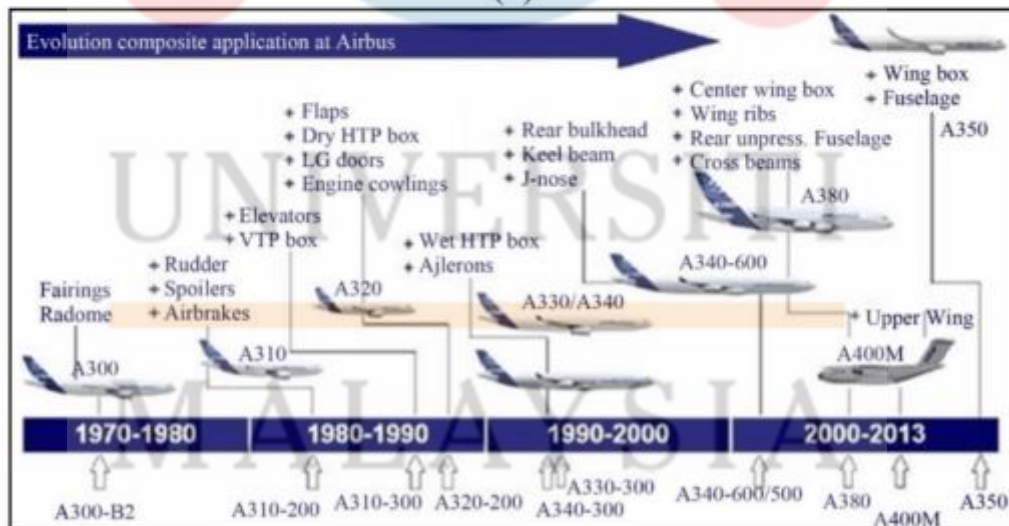 Evolution composite application at Airbus
+ Wing box
+ Fuselage
A350
+ Center wing box
+ Wing ribs
+ Rear unpress. Fuselage
+ Cross beams
A380
+ Flaps
+ Dry HTP box
+ LG doors
+ Engine cowlings
+ Rear bulkhead
+ Keel beam
+ J-nose
A340-600
+ Elevators
+ VTP box
+ Wet HTP box
+ Ajlerons
+ Rudder
+ Spoilers
+ Airbrakes
Fairings
Radome
A320
A330/A340
+ Upper Wing
A300
A310
A400M
UNIVERSITI
MALAYSIA
1970-1980
1980-1990
1990-2000
2000-2013
A300-B2
A310-200
A310-300
A320-200
A330-300
A340-300
A340-600/500
A380
A400M
A350